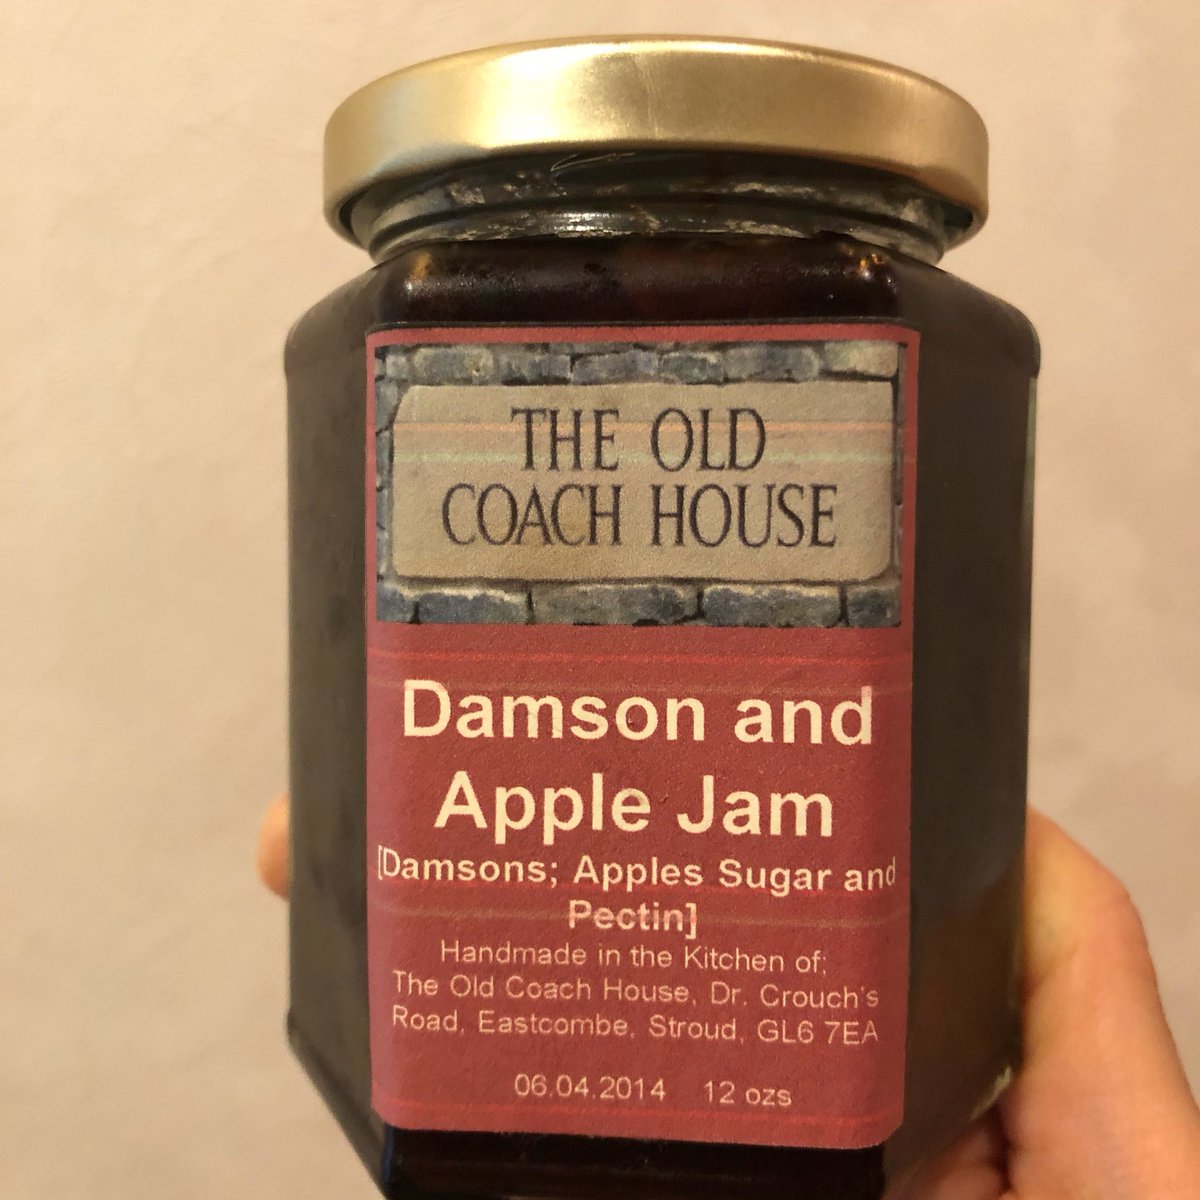 THE OLD
COACH HOUSE
Damson and
Apple Jam
[Damsons; Apples Sugar and
Pectin]
Handmade in the Kitchen of;
The Old Coach House, Dr. Crouch's
Road, Eastcombe, Stroud, GL6 7EA
06.04.2014 12 ozs